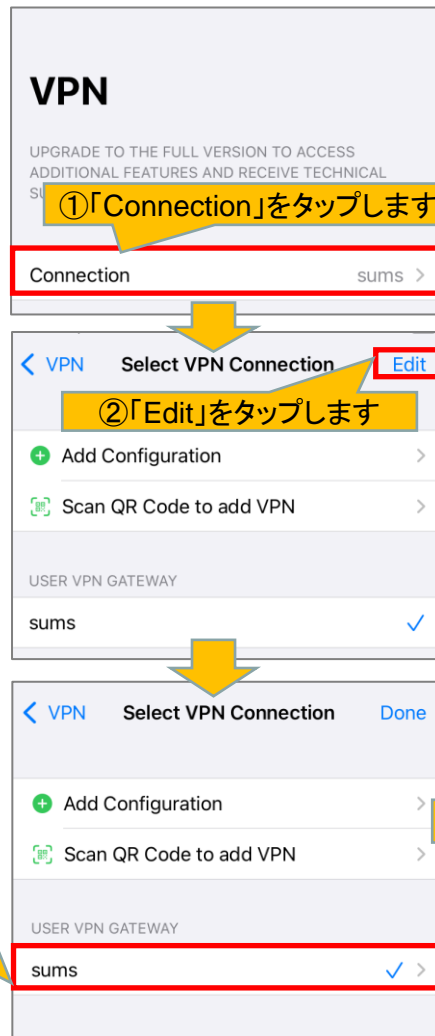 VPN
UPGRADE TO THE FULL VERSION TO ACCESS
ADDITIONAL FEATURES AND RECEIVE TECHNICAL
①「Connection」をタップします
Connection sums
VPN Select VPN Connection Edit
②「Edit」をタップします
Add Configuration
Scan QR Code to add VPN
USER VPN GATEWAY
sums
VPN Select VPN Connection Done
Add Configuration
Scan QR Code to add VPN
USER VPN GATEWAY
sums